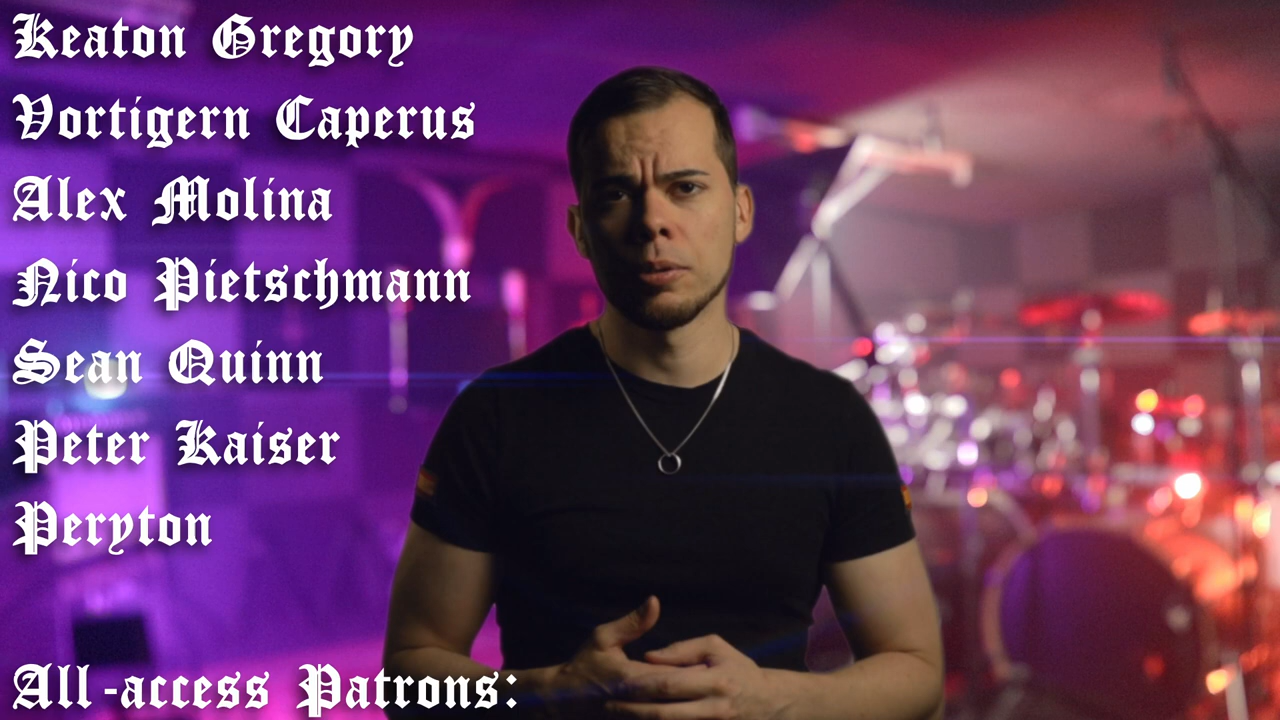 Keaton Gregory
Vortigern Caperus
Alex Molina
Nico Pietschmann
Sean Quinn
Peter Kaiser
Peryton
All-access Patrons: